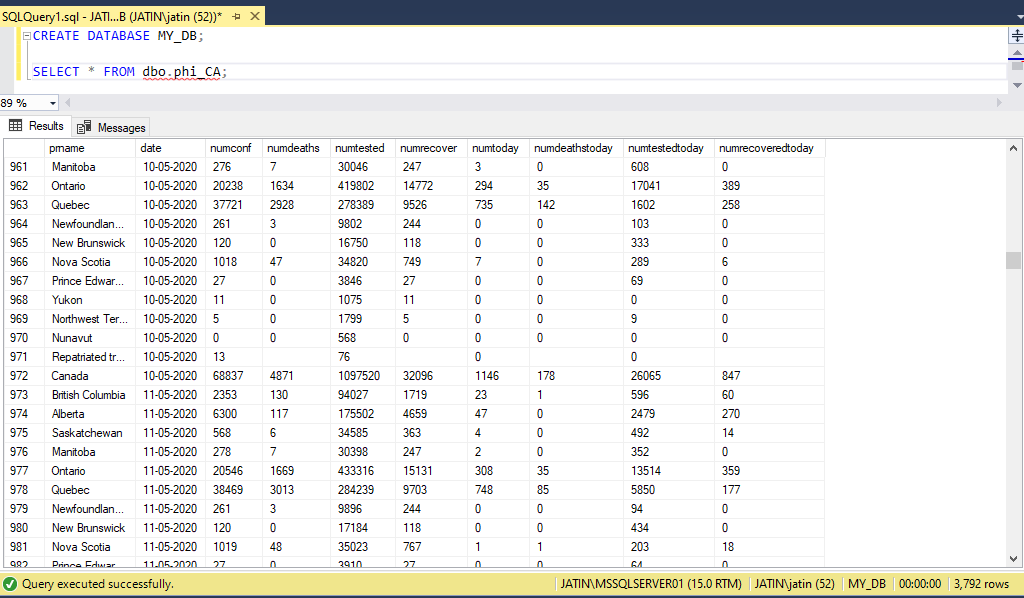 SQLQuery1.sql - JATI...B (JATIN\jatin (52))*
CREATE DATABASE MY_DB;
SELECT * FROM dbo.phi_CA;
89 %
Results Messages
prname date numconf numdeaths numtested numrecover numtoday numdeathstoday numtestedtoday numrecoveredtoday
961 Manitoba 10-05-2020 276 7 30046 247 3 0 608 0
962 Ontario 10-05-2020 20238 1634 419802 14772 294 35 17041 389
963 Quebec 10-05-2020 37721 2928 278389 9526 735 142 1602 258
964 Newfoundlan... 10-05-2020 261 3 9802 244 0 0 103 0
965 New Brunswick 10-05-2020 120 0 16750 118 0 0 333 0
966 Nova Scotia 10-05-2020 1018 47 34820 749 7 0 289 6
967 Prince Edwar... 10-05-2020 27 0 3846 27 0 0 69 0
968 Yukon 10-05-2020 11 0 1075 11 0 0 0 0
969 Northwest Ter... 10-05-2020 5 0 1799 5 0 0 9 0
970 Nunavut 10-05-2020 0 0 568 0 0 0 0 0
971 Repatriated tr... 10-05-2020 13 76 0 0
972 Canada 10-05-2020 68837 4871 1097520 32096 1146 178 26065 847
973 British Columbia 11-05-2020 2353 130 94027 1719 23 1 596 60
974 Alberta 11-05-2020 6300 117 175502 4659 47 0 2479 270
975 Saskatchewan 11-05-2020 568 6 34585 363 4 0 492 14
976 Manitoba 11-05-2020 278 7 30398 247 2 0 352 0
977 Ontario 11-05-2020 20546 1669 433316 15131 308 35 13514 359
978 Quebec 11-05-2020 38469 3013 284239 9703 748 85 5850 177
979 Newfoundlan... 11-05-2020 261 3 9896 244 0 0 94 0
980 New Brunswick 11-05-2020 120 0 17184 118 0 0 434 0
981 Nova Scotia 11-05-2020 1019 48 35023 767 1 1 203 18
982 Prince Edwar... 11-05-2020 27 0 3910 27 0 0 64 0
Query executed successfully. JATIN\MSSQLSERVER01 (15.0 RTM) JATIN\jatin (52) MY_DB 00:00:00 3,792 rows